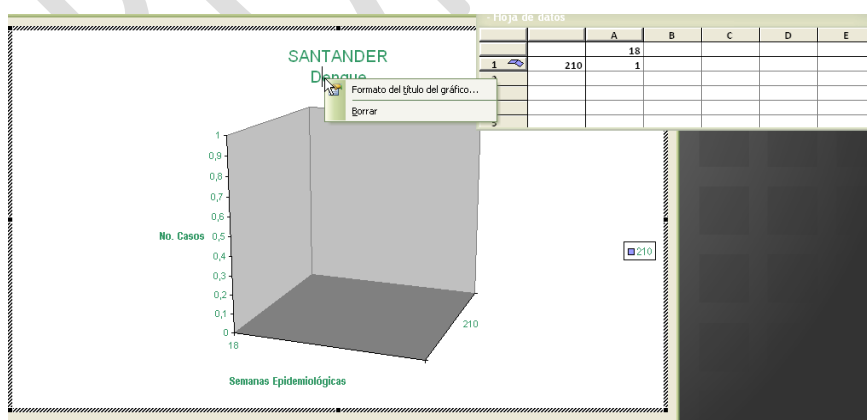 - Hoja de datos
A B C D E
18
1 210 1
SANTANDER
Dengue
Formato del título del gráfico...
Borrar
1
0,9
0,8
0,7
0,6
No. Casos 0,5
0,4
0,3
0,2
0,1
0
210
18
210
Semanas Epidemiológicas